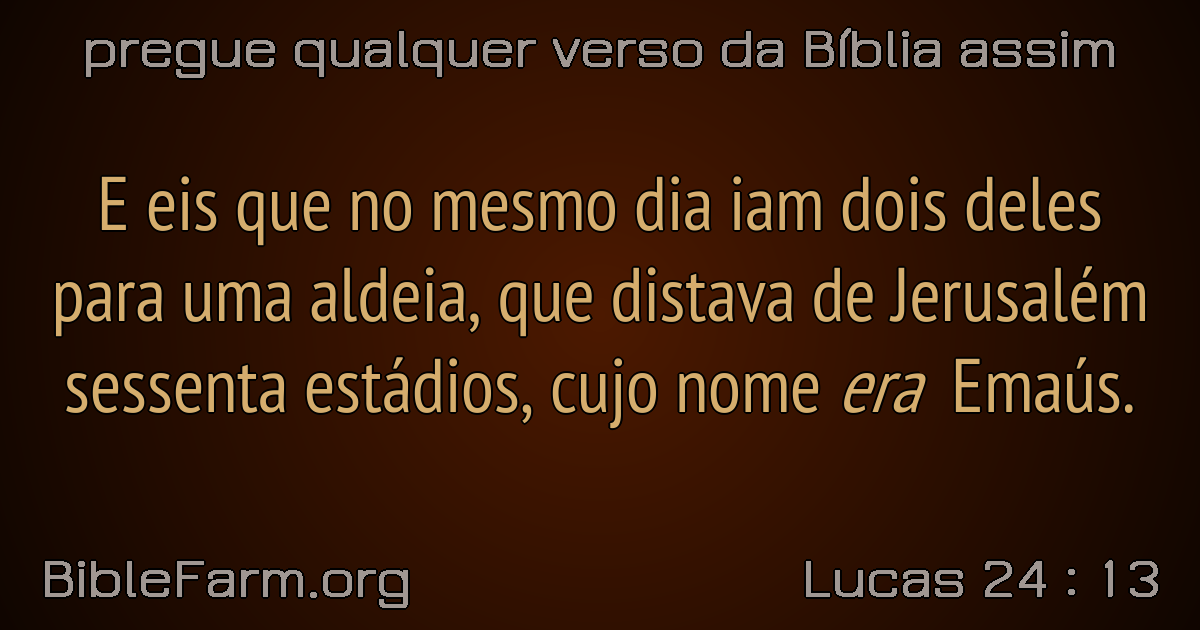 pregue qualquer verso da Bíblia assim
E eis que no mesmo dia iam dois deles
para uma aldeia, que distava de Jerusalém
sessenta estádios, cujo nome era Emaús.
BibleFarm.org
Lucas 24 : 13